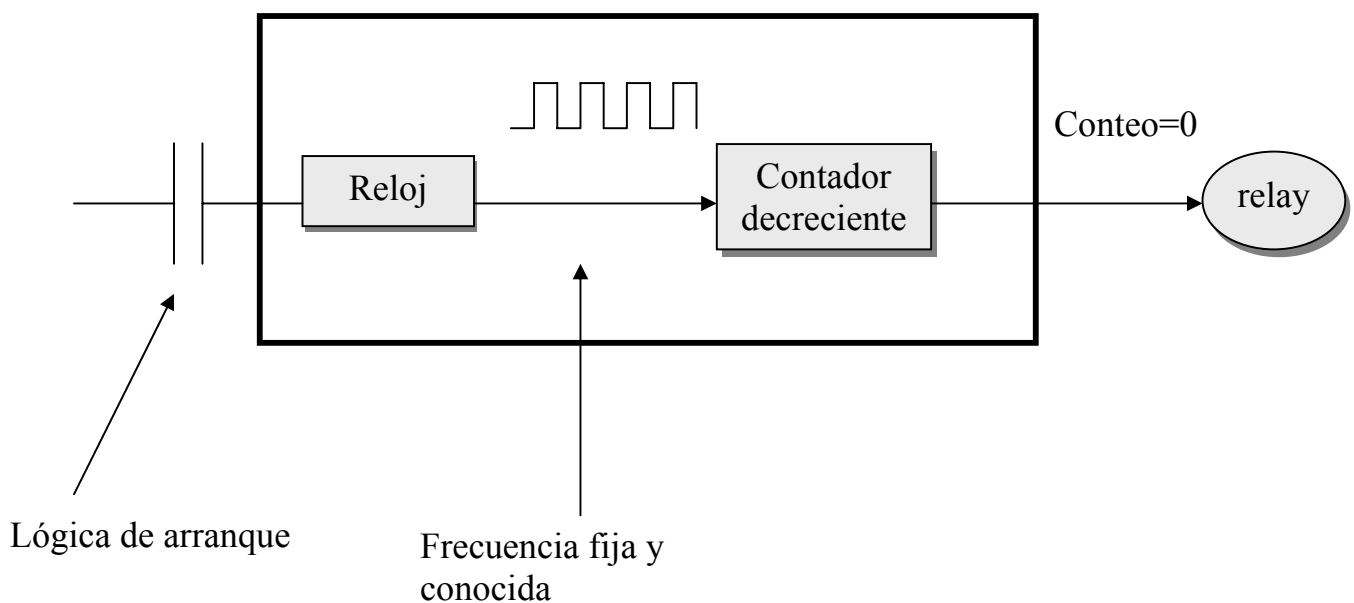 Conteo=0
Reloj
Contador
decreciente
relay
Lógica de arranque
Frecuencia fija y
conocida